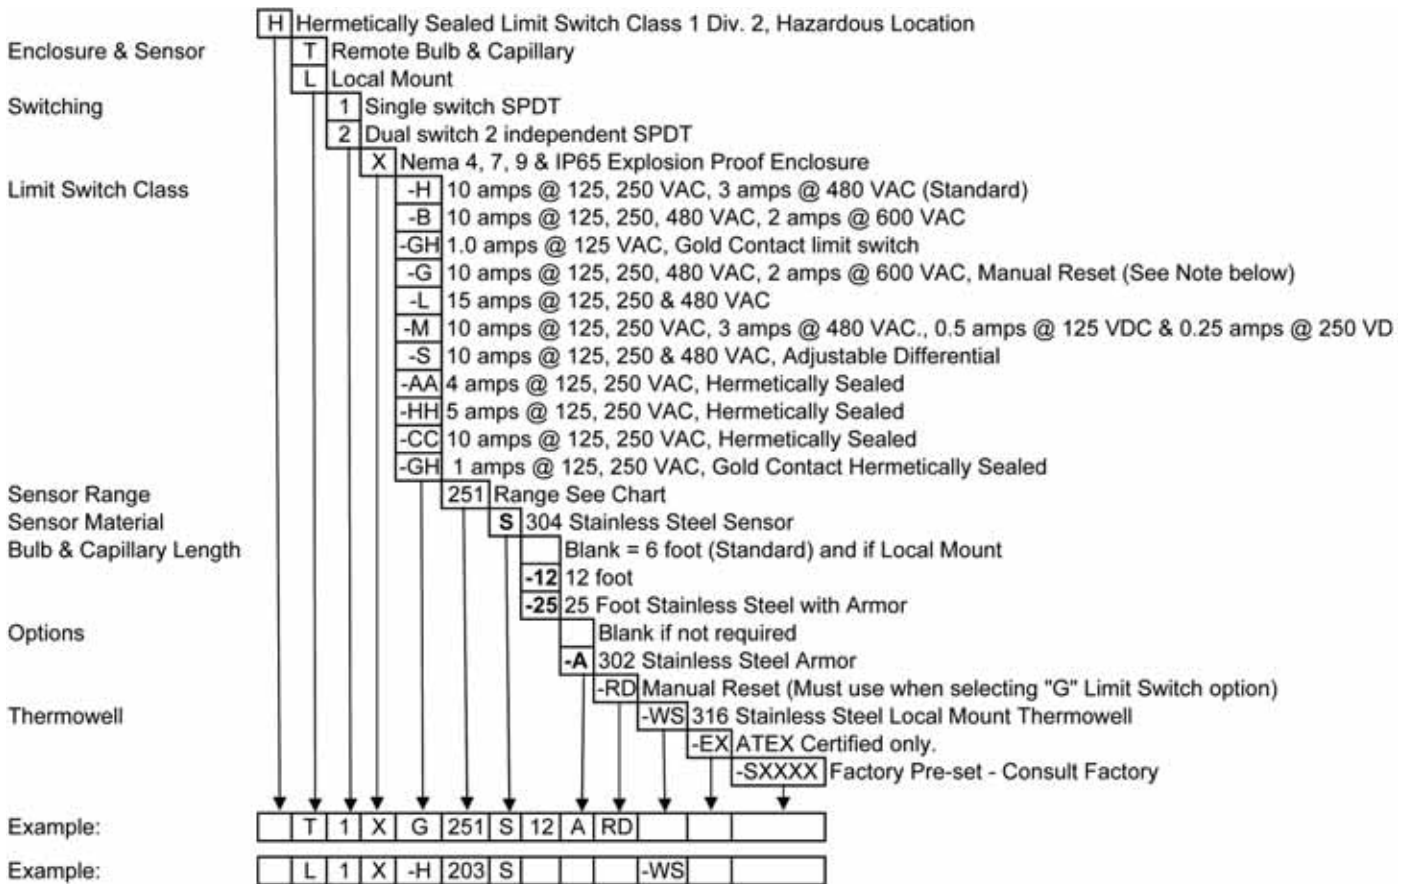 H Hermetically Sealed Limit Switch Class 1 Div. 2, Hazardous Location
Enclosure & Sensor T Remote Bulb & Capillary
L Local Mount
Switching 1 Single switch SPDT
2 Dual switch 2 independent SPDT
X Nema 4, 7, 9 & IP65 Explosion Proof Enclosure
Limit Switch Class -H 10 amps @ 125, 250 VAC, 3 amps @ 480 VAC (Standard)
-B 10 amps @ 125, 250, 480 VAC, 2 amps @ 600 VAC
-GH 1.0 amps @ 125 VAC, Gold Contact limit switch
-G 10 amps @ 125, 250, 480 VAC, 2 amps @ 600 VAC, Manual Reset (See Note below)
-L 15 amps @ 125, 250 & 480 VAC
-M 10 amps @ 125, 250 VAC, 3 amps @ 480 VAC., 0.5 amps @ 125 VDC & 0.25 amps @ 250 VD
-S 10 amps @ 125, 250 & 480 VAC, Adjustable Differential
-AA 4 amps @ 125, 250 VAC, Hermetically Sealed
-HH 5 amps @ 125, 250 VAC, Hermetically Sealed
-CC 10 amps @ 125, 250 VAC, Hermetically Sealed
-GH 1 amps @ 125, 250 VAC, Gold Contact Hermetically Sealed
Sensor Range 251 Range See Chart
Sensor Material S 304 Stainless Steel Sensor
Bulb & Capillary Length Blank = 6 foot (Standard) and if Local Mount
-12 12 foot
-25 25 Foot Stainless Steel with Armor
Options Blank if not required
-A 302 Stainless Steel Armor
-RD Manual Reset (Must use when selecting "G" Limit Switch option)
Thermowell -WS 316 Stainless Steel Local Mount Thermowell
-EX ATEX Certified only.
-SXXXX Factory Pre-set - Consult Factory
Example: T 1 X G 251 S 12 A RD
Example: L 1 X -H 203 S -WS